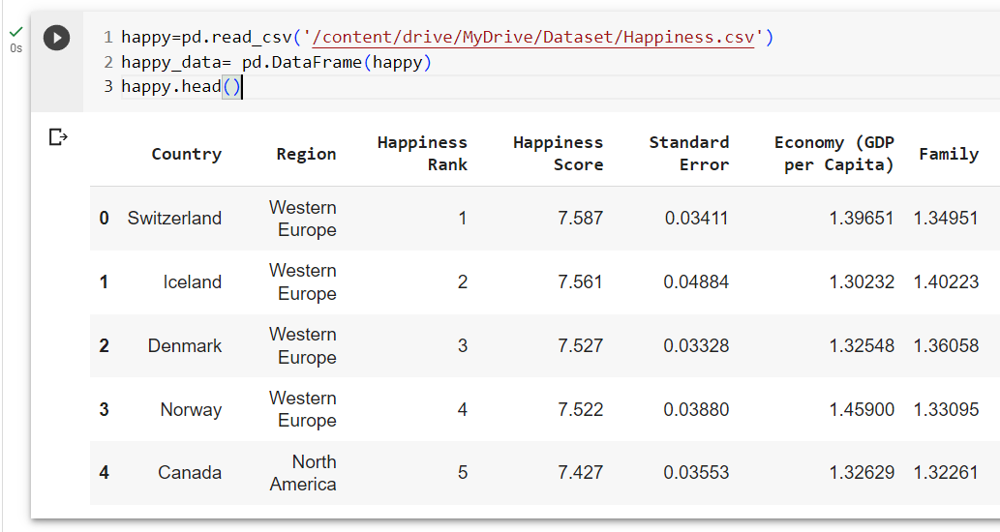 0s
1 happy=pd.read_csv('/content/drive/MyDrive/Dataset/Happiness.csv')
2 happy_data= pd.DataFrame(happy)
3 happy.head()
Country Region Happiness Rank Happiness Score Standard Error Economy (GDP per Capita) Family
0 Switzerland Western Europe 1 7.587 0.03411 1.39651 1.34951
1 Iceland Western Europe 2 7.561 0.04884 1.30232 1.40223
2 Denmark Western Europe 3 7.527 0.03328 1.32548 1.36058
3 Norway Western Europe 4 7.522 0.03880 1.45900 1.33095
4 Canada North America 5 7.427 0.03553 1.32629 1.32261